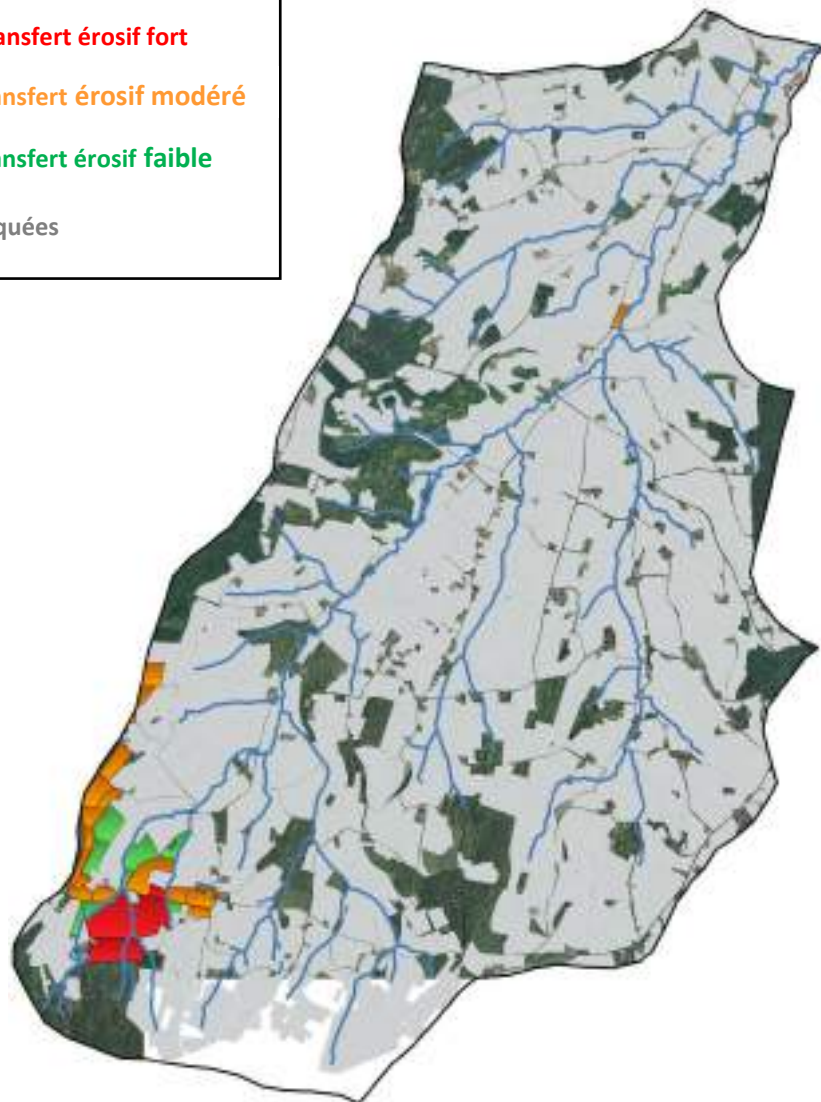 ansfert érosif fort
ansfert érosif modéré
ansfert érosif faible
quées